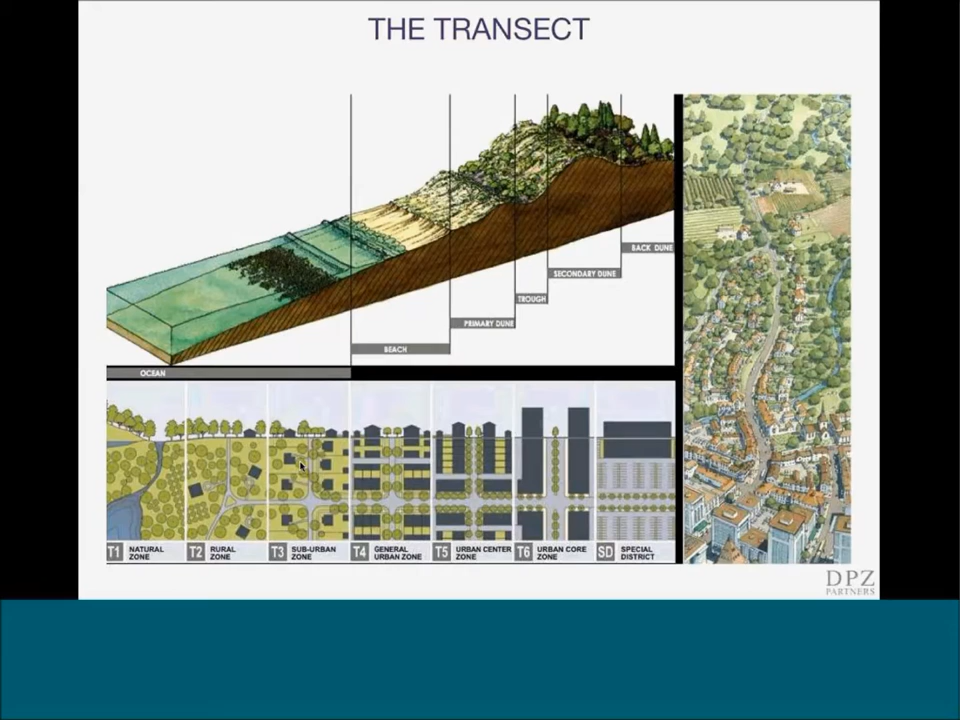 THE TRANSECT
BACK DUNE
SECONDARY DUNE
TROUGH
PRIMARY DUNE
BEACH
OCEAN
T1 NATURAL
ZONE
T2 RURAL
ZONE
T3 SUB-URBAN
ZONE
T4 GENERAL
URBAN ZONE
T5 URBAN CENTER
ZONE
T6 URBAN CORE
ZONE
SD SPECIAL
DISTRICT
DPZ
PARTNERS